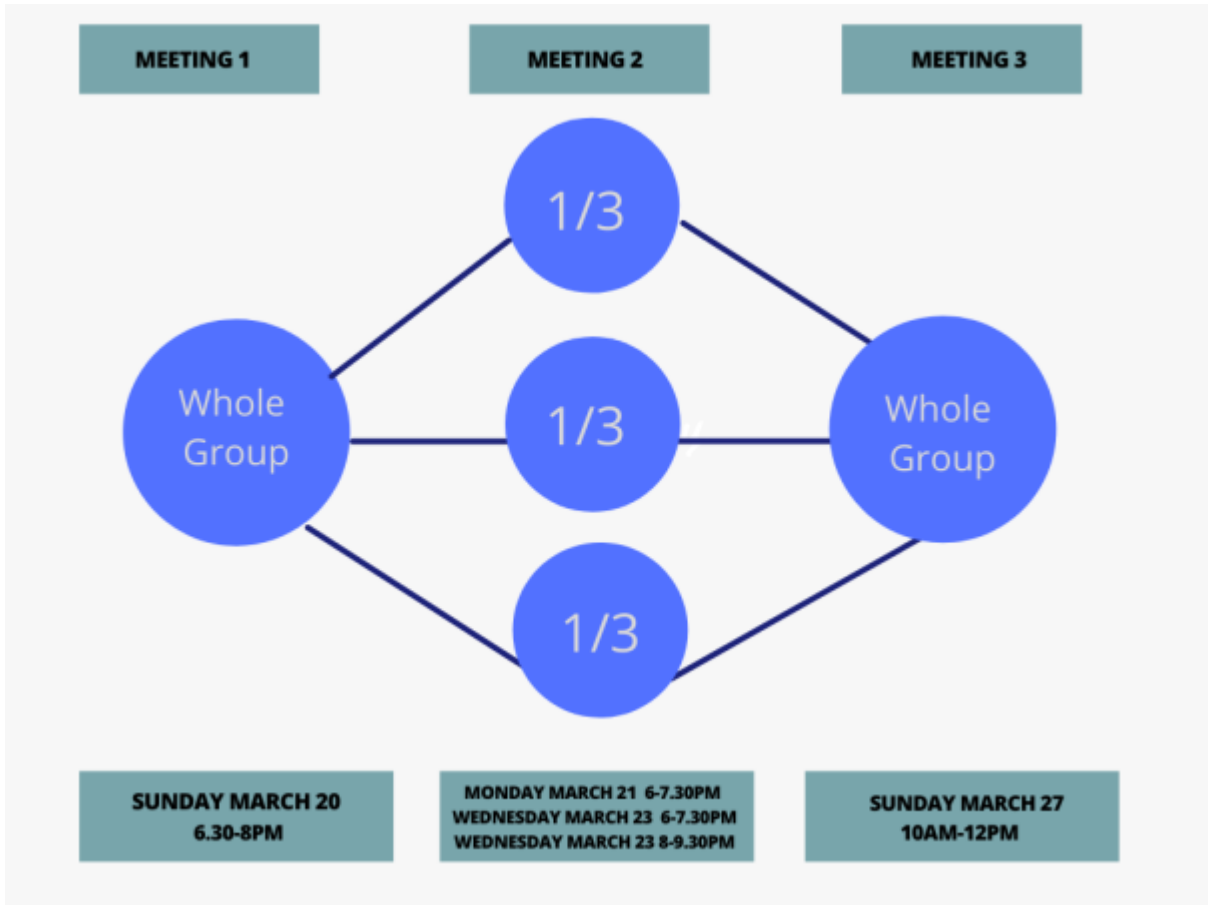 MEETING 1
MEETING 2
MEETING 3
1/3
1/3
1/3
Whole
Group
Whole
Group
SUNDAY MARCH 20
6.30-8PM
MONDAY MARCH 21 6-7.30PM
WEDNESDAY MARCH 23 6-7.30PM
WEDNESDAY MARCH 23 8-9.30PM
SUNDAY MARCH 27
10AM-12PM